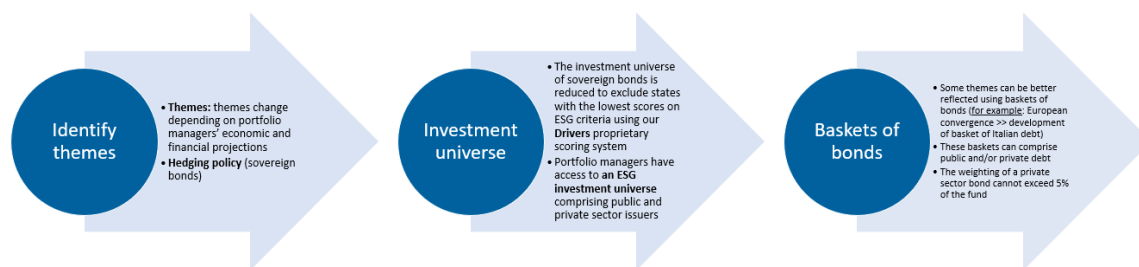 Identify
themes
• Themes: themes change
depending on portfolio
managers' economic and
financial projections
• Hedging policy (sovereign
bonds)
Investment
universe
• The investment universe
of sovereign bonds is
reduced to exclude states
with the lowest scores on
ESG criteria using our
Drivers proprietary
scoring system
• Portfolio managers have
access to an ESG
investment universe
comprising public and
private sector issuers
Baskets of
bonds
• Some themes can be better
reflected using baskets of
bonds (for example: European
convergence >> development
of basket of Italian debt)
• These baskets can comprise
public and/or private debt
• The weighting of a private
sector bond cannot exceed 5%
of the fund